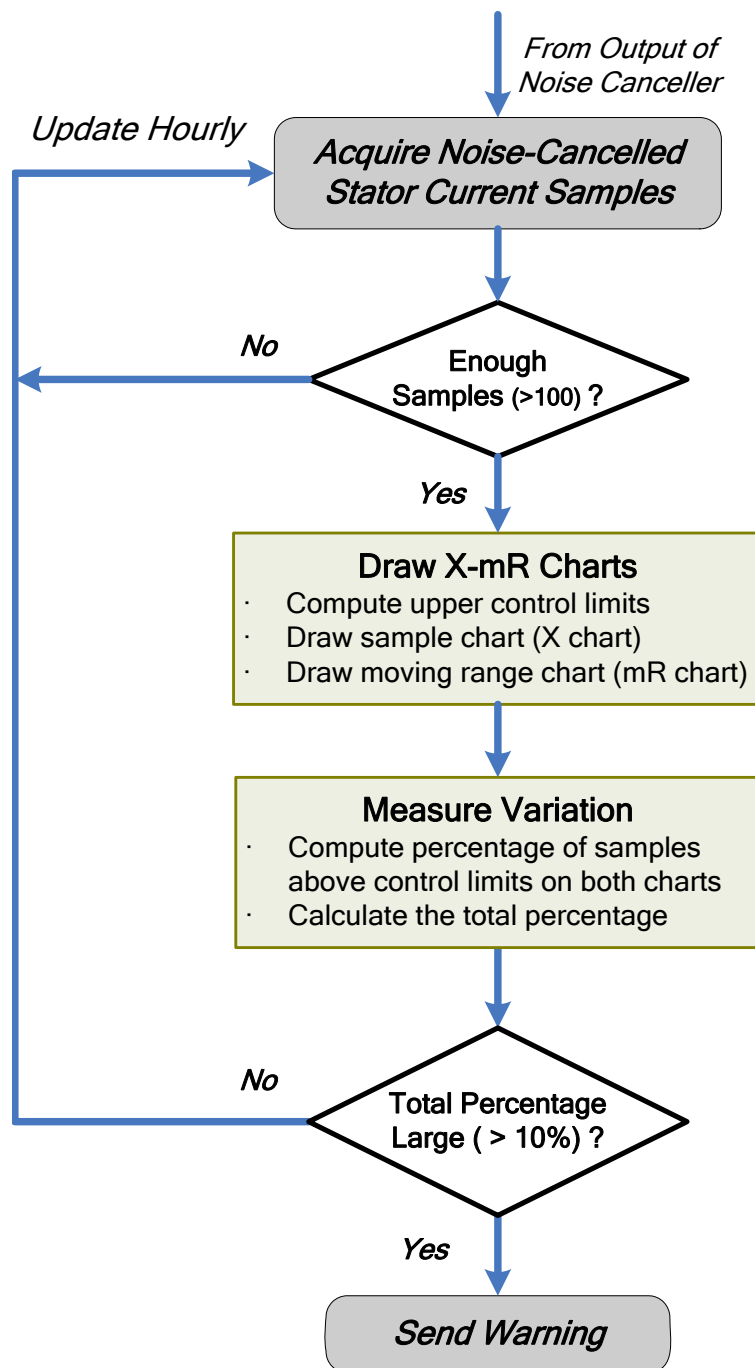 From Output of
Noise Canceller
Update Hourly
Acquire Noise-Cancelled
Stator Current Samples
No
Enough
Samples (>100) ?
Yes
Draw X-mR Charts
· Compute upper control limits
· Draw sample chart (X chart)
· Draw moving range chart (mR chart)
Measure Variation
· Compute percentage of samples
above control limits on both charts
· Calculate the total percentage
No
Total Percentage
Large ( > 10%) ?
Yes
Send Warning